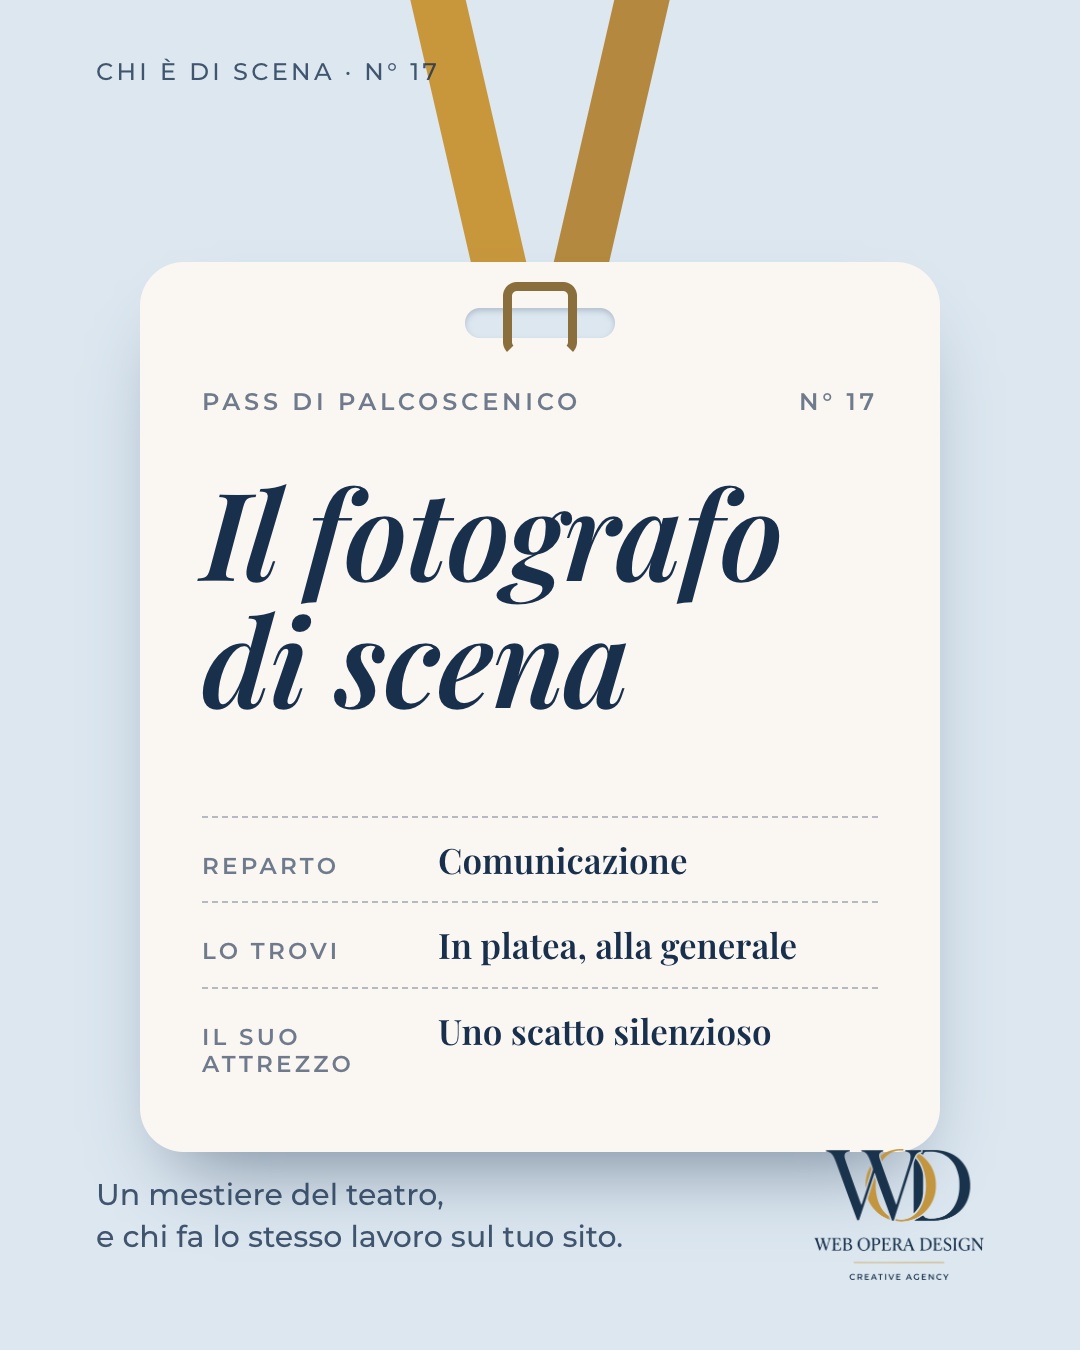 CHI È DI SCENA · N° 17
PASS DI PALCOSCENICO N° 17
Il fotografo
di scena
REPARTO Comunicazione
LO TROVI In platea, alla generale
IL SUO ATTREZZO Uno scatto silenzioso
Un mestiere del teatro,
e chi fa lo stesso lavoro sul tuo sito.
WOD
WEB OPERA DESIGN
CREATIVE AGENCY